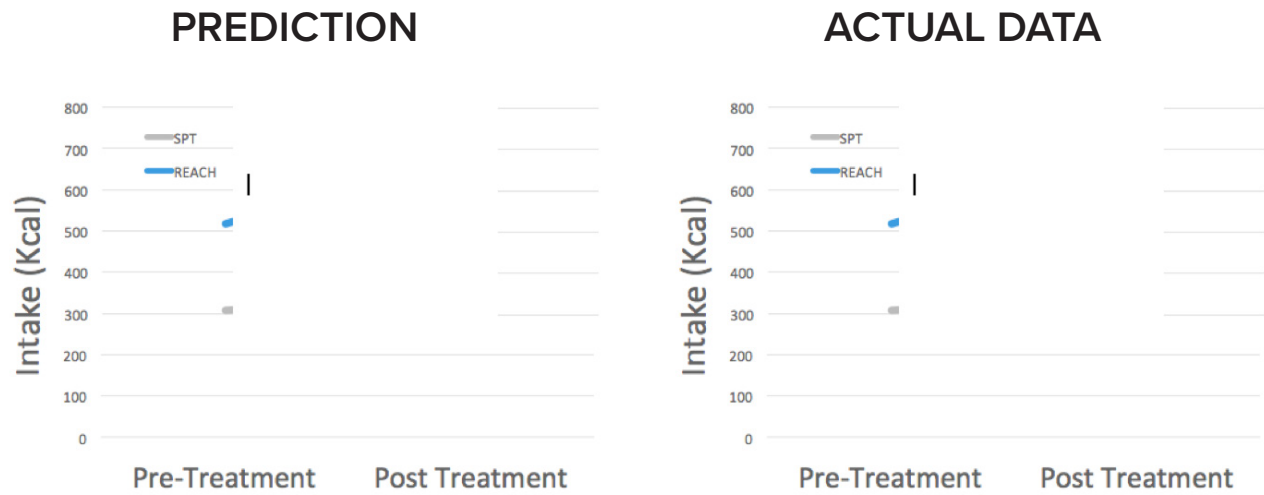 PREDICTION
800
700
600
500
400
300
200
100
0
SPT
REACH
Intake (Kcal)
Pre-Treatment
Post Treatment
ACTUAL DATA
800
700
600
500
400
300
200
100
0
SPT
REACH
Intake (Kcal)
Pre-Treatment
Post Treatment